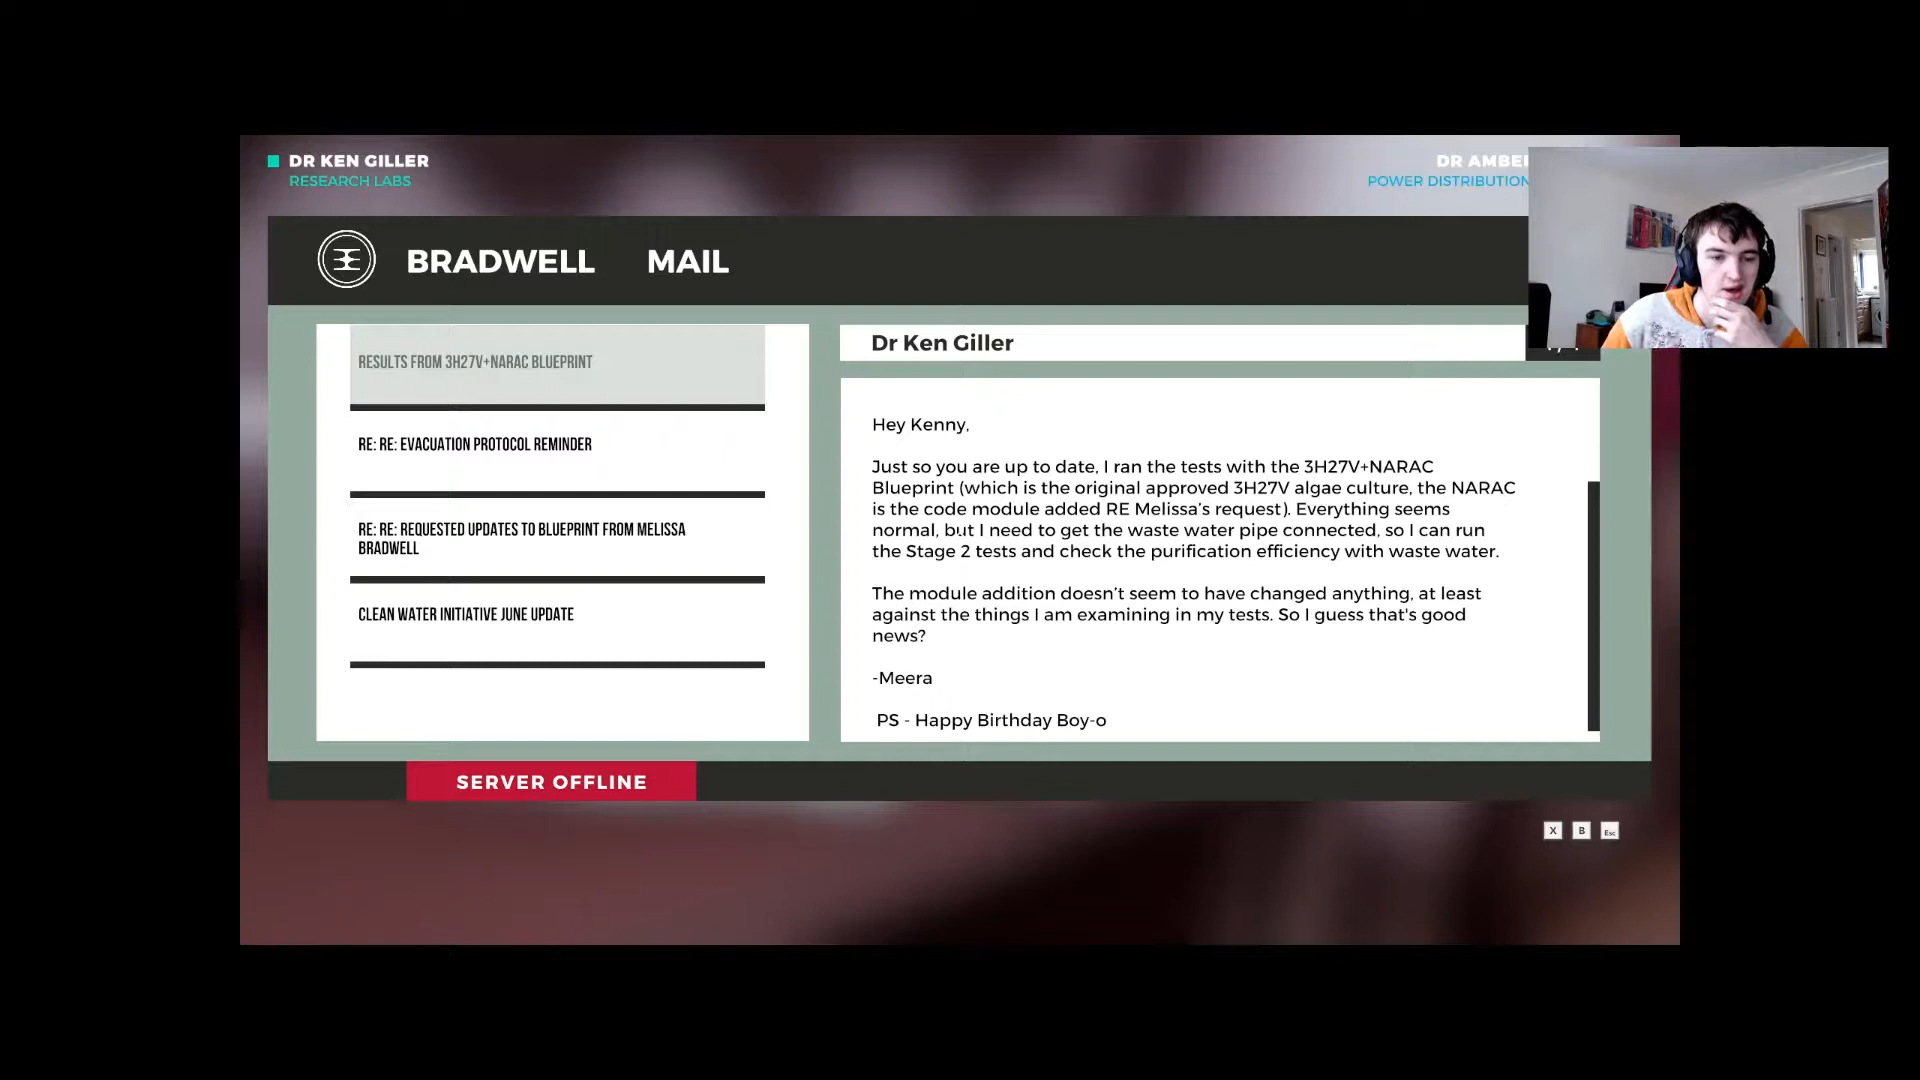 DR KEN GILLER
RESEARCH LABS
DR AMBE
POWER DISTRIBUTION
BRADWELL MAIL
RESULTS FROM 3H27V+NARAC BLUEPRINT
RE: RE: EVACUATION PROTOCOL REMINDER
RE: RE: REQUESTED UPDATES TO BLUEPRINT FROM MELISSA
BRADWELL
CLEAN WATER INITIATIVE JUNE UPDATE
Dr Ken Giller
Hey Kenny,
Just so you are up to date, I ran the tests with the 3H27V+NARAC
Blueprint (which is the original approved 3H27V algae culture, the NARAC
is the code module added RE Melissa's request). Everything seems
normal, but I need to get the waste water pipe connected, so I can run
the Stage 2 tests and check the purification efficiency with waste water.
The module addition doesn't seem to have changed anything, at least
against the things I am examining in my tests. So I guess that's good
news?
-Meera
PS - Happy Birthday Boy-o
SERVER OFFLINE
X B Esc